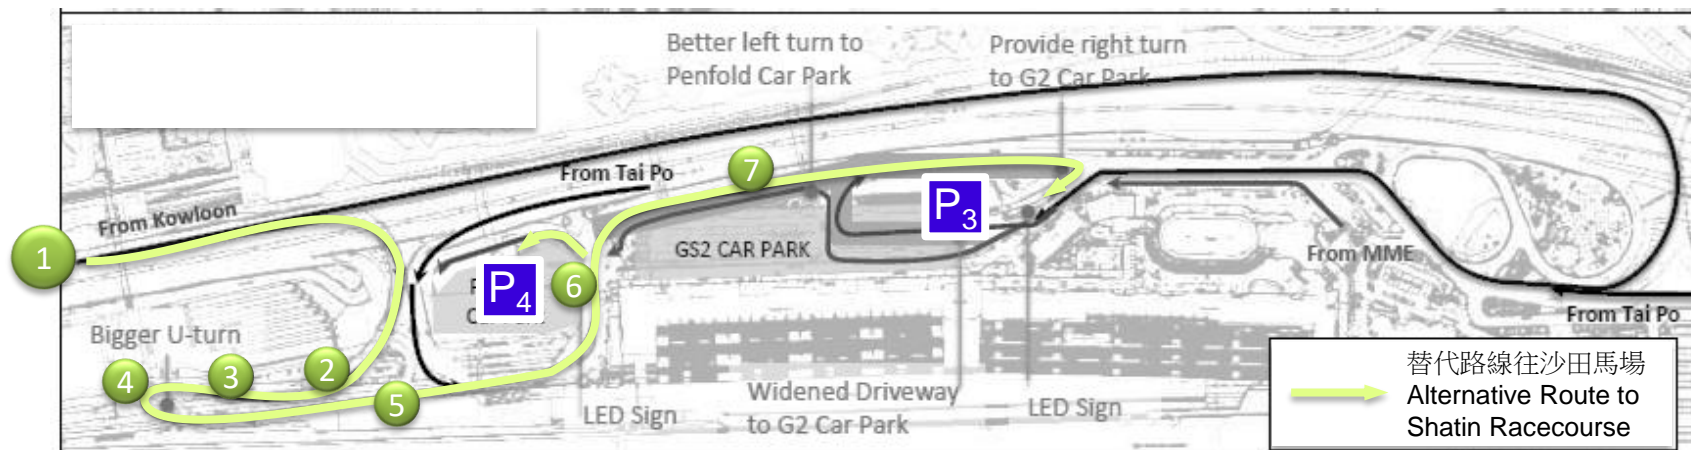 Better left turn to
Penfold Car Park
Provide right turn
to G2 Car Park
7
From Tai Po
From Kowloon
P3
1
GS2 CAR PARK
From MME
P4
6
From Tai Po
Bigger U-turn
4
3
2
5
LED Sign
Widened Driveway
to G2 Car Park
LED Sign
替代路線往沙田馬場
Alternative Route to
Shatin Racecourse